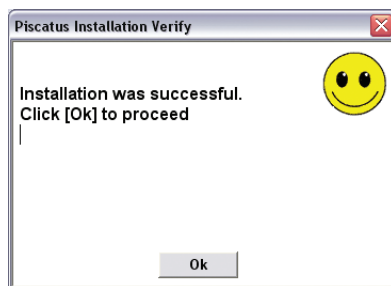 Piscatus Installation Verify
Installation was successful.
Click [Ok] to proceed
Ok